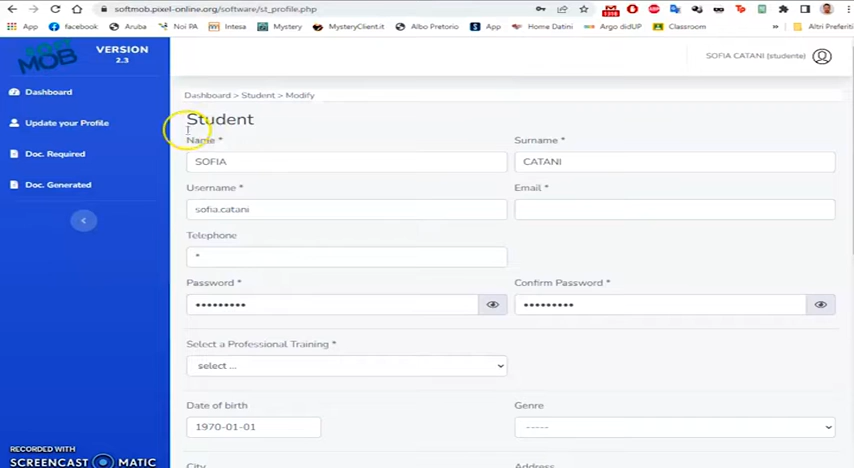 softmob.pixel-online.org/software/st_profile.php
App facebook Aruba Noi PA Intesa Mystery MysteryClient.it Albo Pretorio App Home Datini Argo didUP Classroom » Altri Preferiti
SOFT MOB
VERSION
2.3
SOFIA CATANI (studente)
Dashboard
Update your Profile
Doc. Required
Doc. Generated
Dashboard > Student > Modify
Student
Name * Surname *
SOFIA CATANI
Username * Email *
sofia.catani
Telephone
*
Password * Confirm Password *
••••••••• •••••••••
Select a Professional Training *
select ...
Date of birth Genre
1970-01-01 -----
City Address
RECORDED WITH
SCREENCAST MATIC